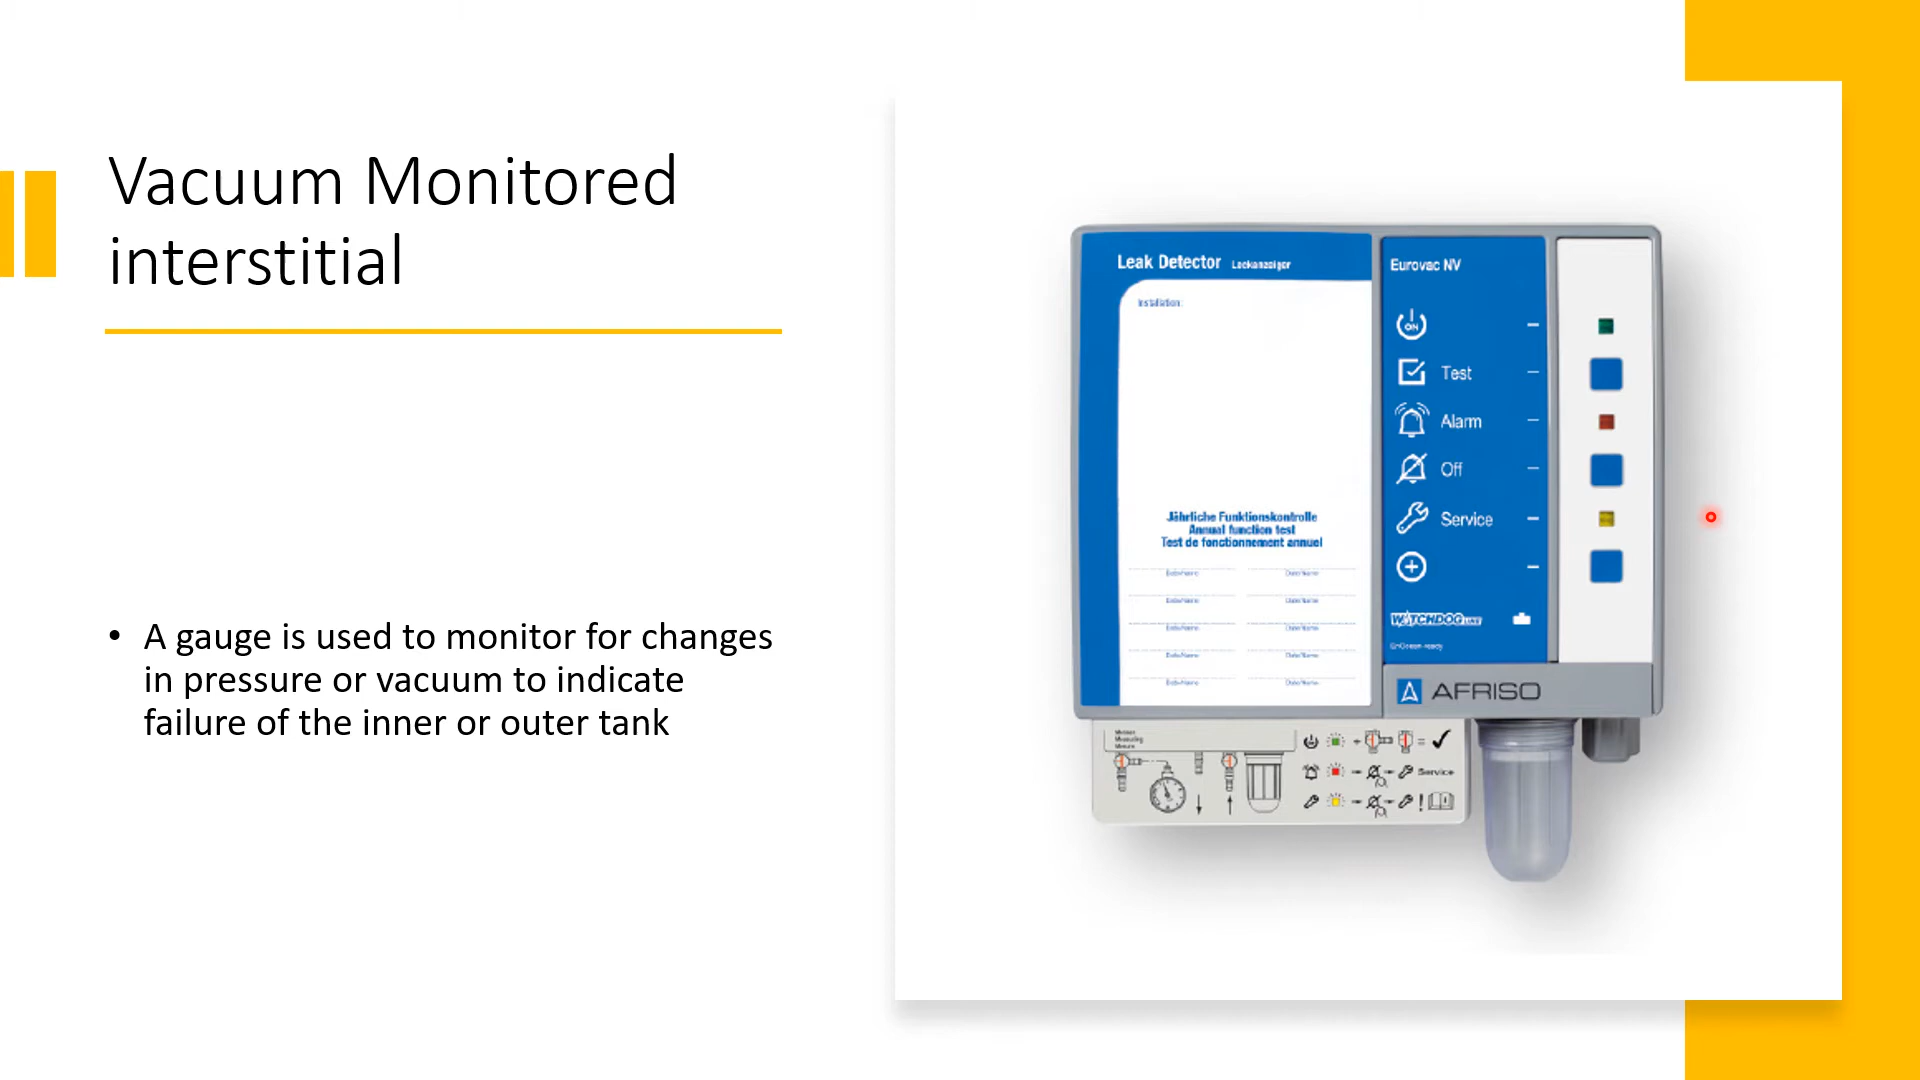 Vacuum Monitored
interstitial
• A gauge is used to monitor for changes
in pressure or vacuum to indicate
failure of the inner or outer tank
Leak Detector Leckanzeiger
Installation:
Jährliche Funktionskontrolle
Annual function test
Test de fonctionnement annuel
Date/Name Date/Name
Date/Name Date/Name
Date/Name Date/Name
Date/Name Date/Name
Date/Name Date/Name
Eurovac NV
ON
Test
Alarm
Off
Service
WATCHDOG LINE
EnOcean-ready
AFRISO
Messen
Measuring
Mesure
Service